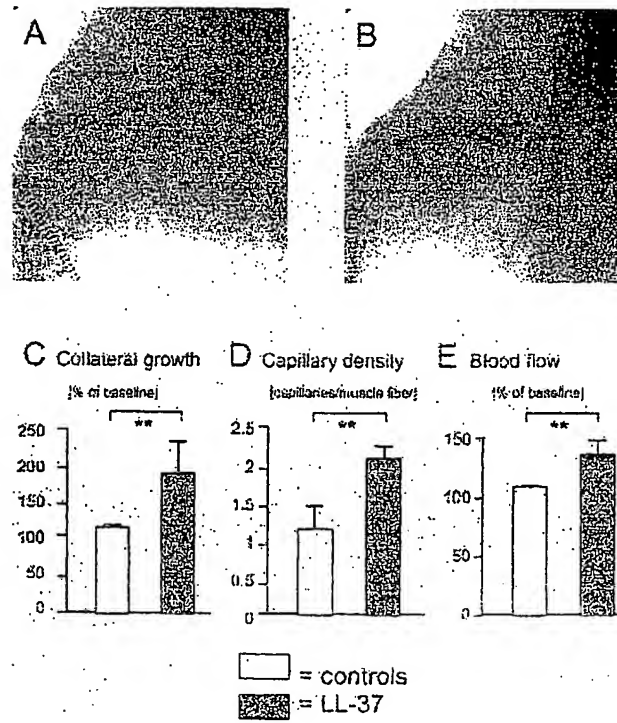 A B
C Collateral growth D Capillary density E Blood flow
[% of baseline] [capillaries/muscle fiber] [% of baseline]
** ** **
250 200 150 100 50 0
2.5 2 1.5 1 0.5 0
150 100 50 0
= controls
= LL-37